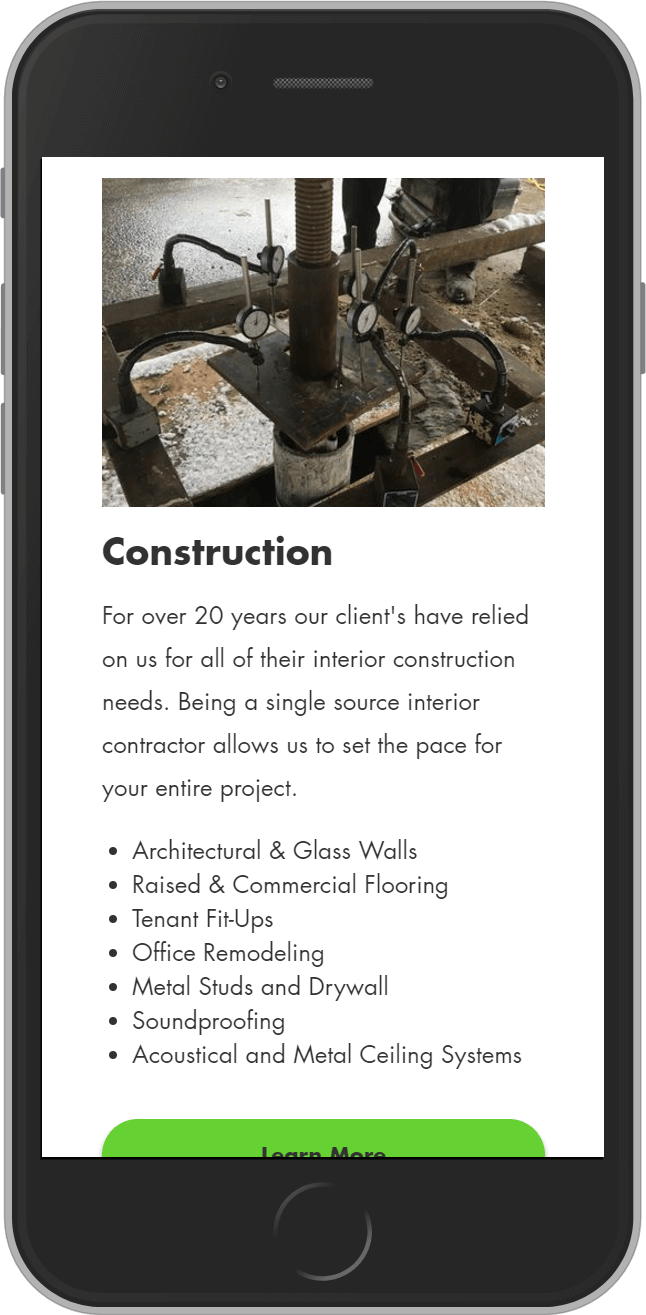 Construction
For over 20 years our client's have relied
on us for all of their interior construction
needs. Being a single source interior
contractor allows us to set the pace for
your entire project.
• Architectural & Glass Walls
• Raised & Commercial Flooring
• Tenant Fit-Ups
• Office Remodeling
• Metal Studs and Drywall
• Soundproofing
• Acoustical and Metal Ceiling Systems
Learn More